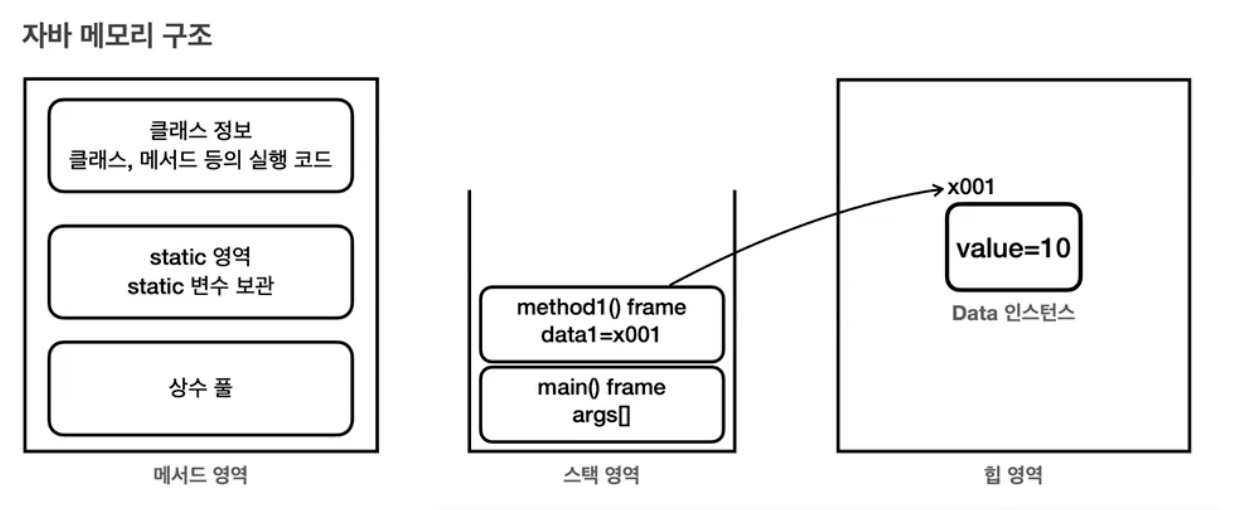 자바 메모리 구조
클래스 정보
클래스, 메서드 등의 실행 코드
static 영역
static 변수 보관
상수 풀
메서드 영역
method1() frame
data1=x001
main() frame
args[]
스택 영역
x001
value=10
Data 인스턴스
힙 영역